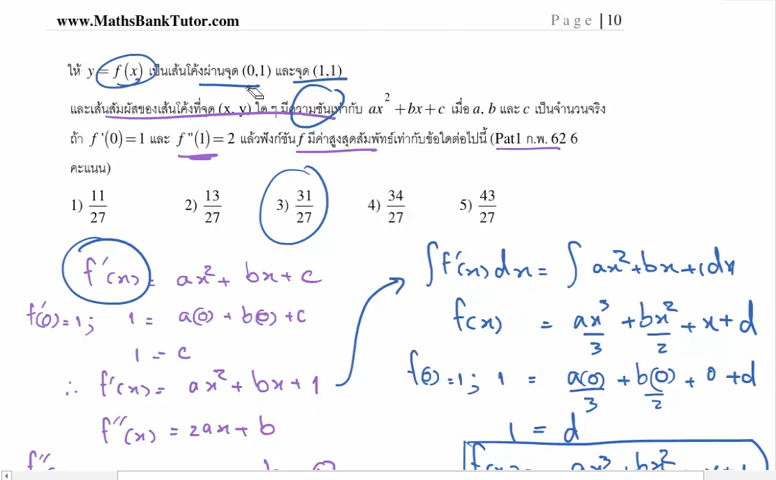 www.MathsBankTutor.com
Page |10
ให้ y = f(x) เป็นเส้นโค้งผ่านจุด (0,1) และจุด (1,1)
และเส้นสัมผัสของเส้นโค้งที่จุด (x, y) ใด ๆ มีความชันเท่ากับ ax² + bx + c เมื่อ a, b และ c เป็นจำนวนจริง
ถ้า f'(0) = 1 และ f"(1) = 2 แล้วฟังก์ชัน f มีค่าสูงสุดสัมพัทธ์เท่ากับข้อใดต่อไปนี้ (Pat1 ก.พ. 62 6
คะแนน)
1) 11/27 2) 13/27 3) 31/27 4) 34/27 5) 43/27
f'(x) = ax² + bx + c
f'(0)=1; 1 = a(0) + b(0) + c
1 = c
∴ f'(x) = ax² + bx + 1
f''(x) = 2ax + b
∫f'(x)dx = ∫ax²+bx+1dx
f(x) = ax³/3 + bx²/2 + x + d
f(0)=1; 1 = a(0)/3 + b(0)/2 + 0 + d
1 = d